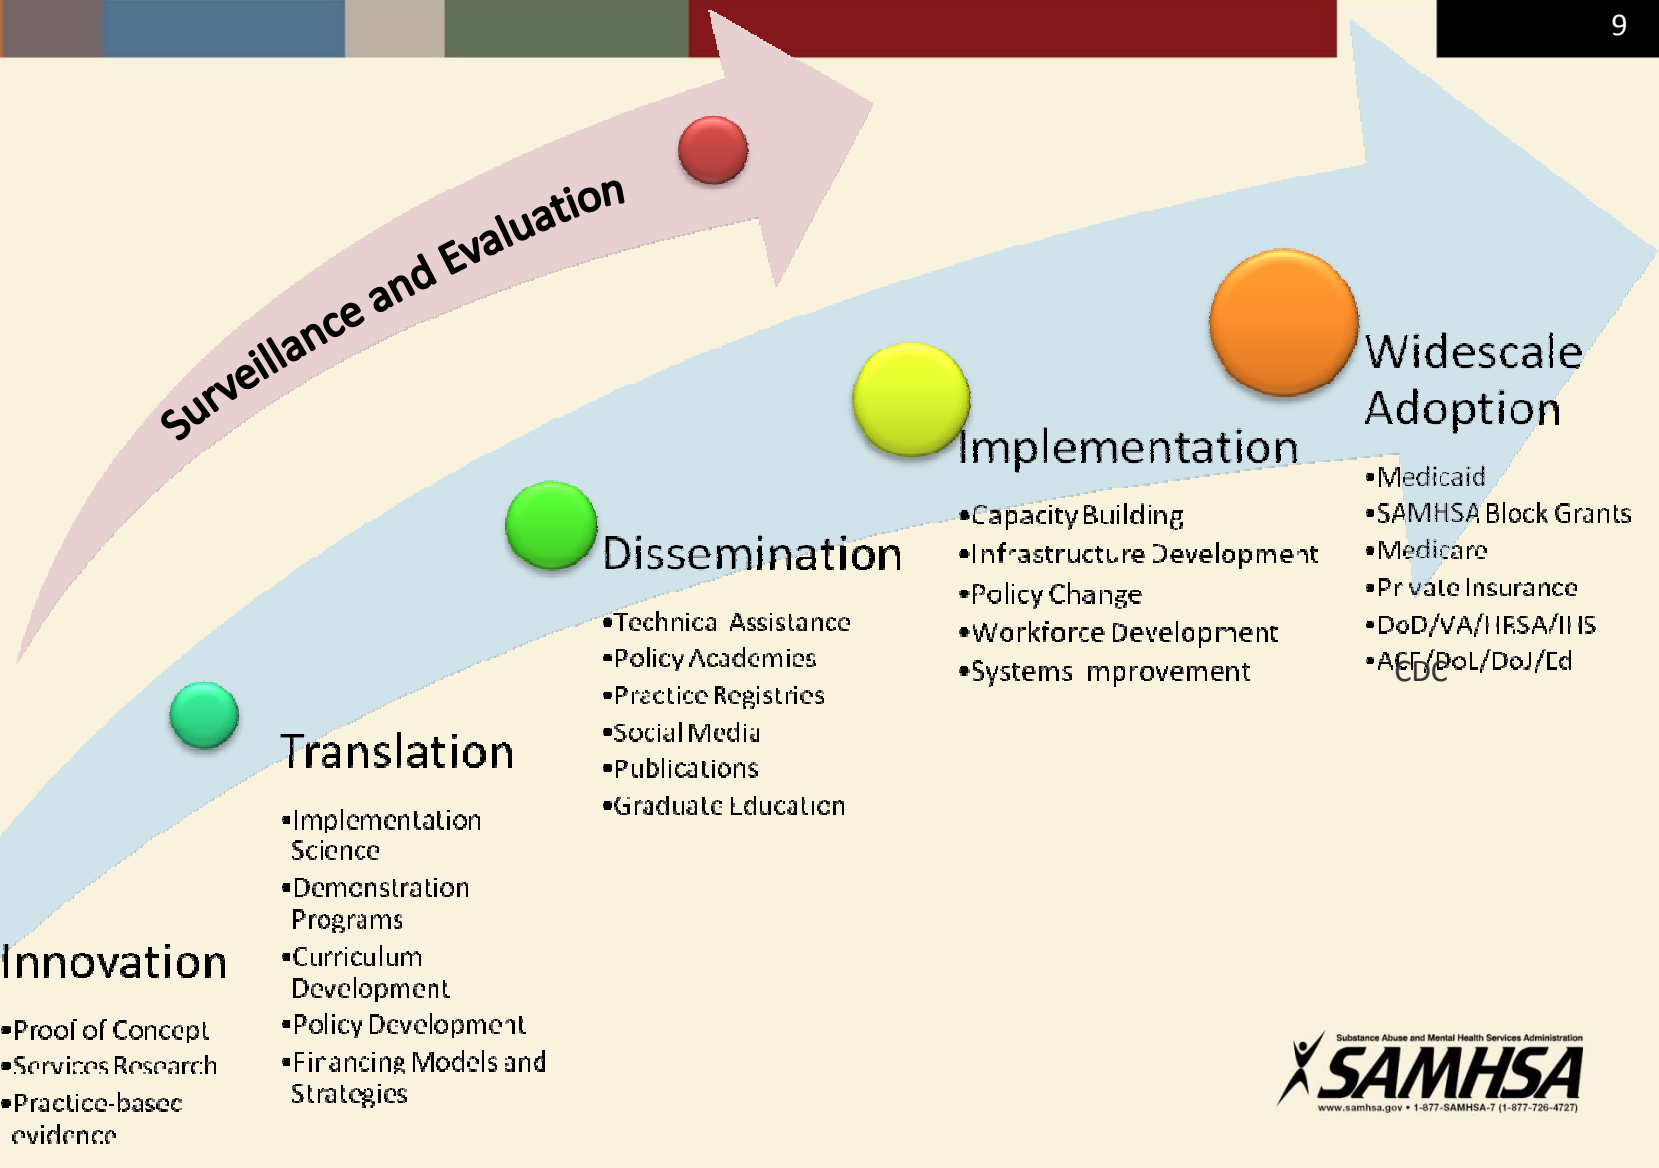 9
Surveillance and Evaluation
Widescale
Adoption
•Medicaid
•SAMHSA Block Grants
•Medicare
•Private Insurance
•DoD/VA/HRSA/IHS
•ACF/DoL/DoJ/Ed
CDC
Implementation
•Capacity Building
•Infrastructure Development
•Policy Change
•Workforce Development
•Systems Improvement
Dissemination
•Technical Assistance
•Policy Academies
•Practice Registries
•Social Media
•Publications
•Graduate Education
Translation
•Implementation
Science
•Demonstration
Programs
•Curriculum
Development
•Policy Development
•Financing Models and
Strategies
Innovation
•Proof of Concept
•Services Research
•Practice-based
evidence
Substance Abuse and Mental Health Services Administration
SAMHSA
www.samhsa.gov • 1-877-SAMHSA-7 (1-877-726-4727)